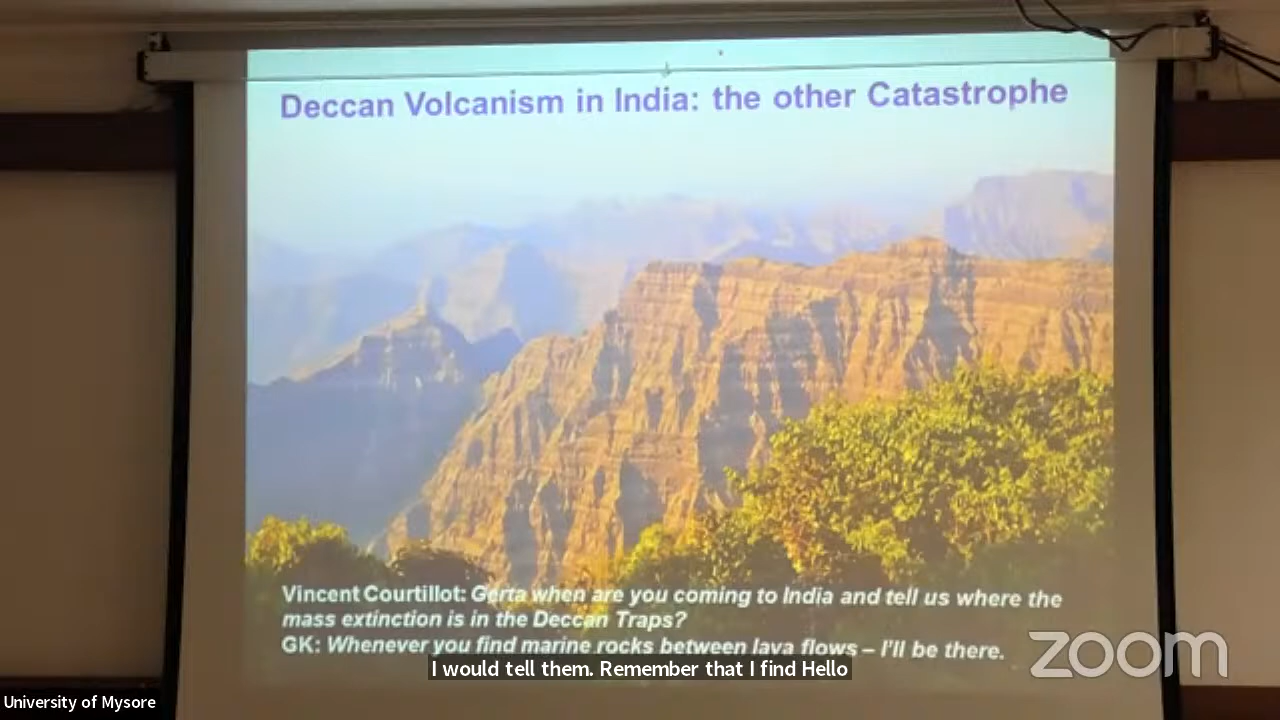 Deccan Volcanism in India: the other Catastrophe
Vincent Courtillot: Gerta when are you coming to India and tell us where the
mass extinction is in the Deccan Traps?
GK: Whenever you find marine rocks between lava flows – I'll be there.
I would tell them. Remember that I find Hello
zoom
University of Mysore